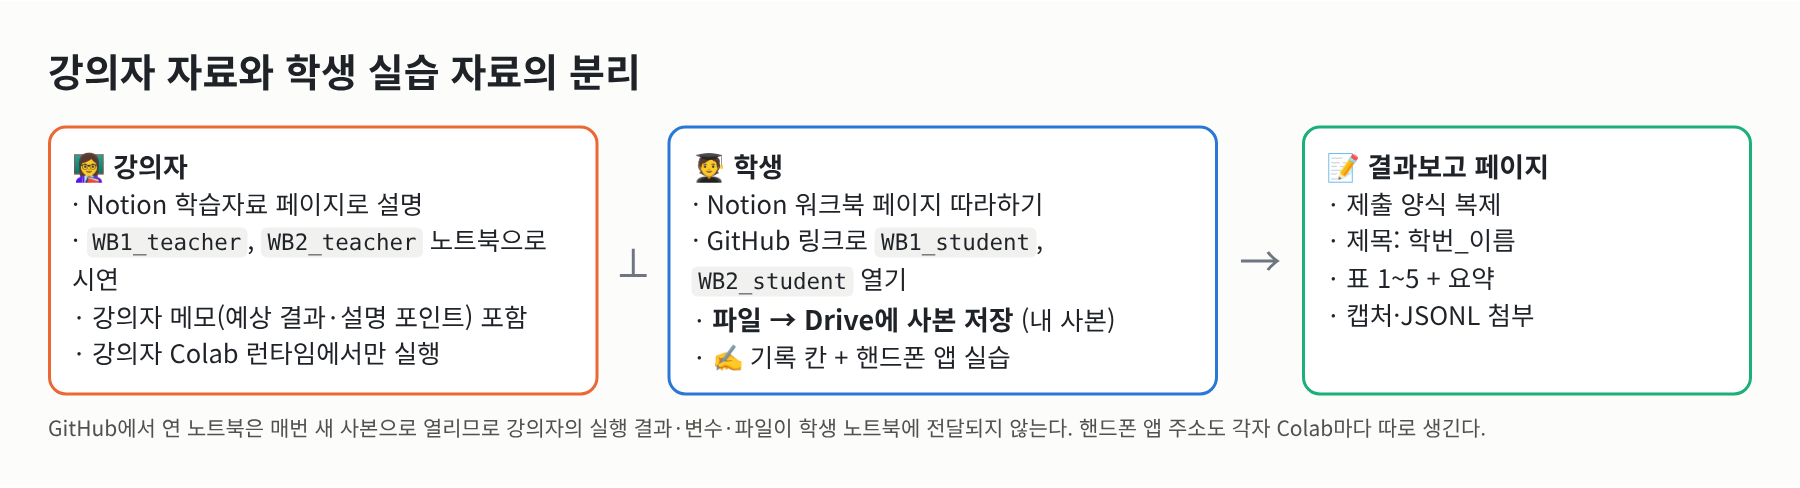 강의자 자료와 학생 실습 자료의 분리
👩‍🏫 강의자
· Notion 학습자료 페이지로 설명
· WB1_teacher, WB2_teacher 노트북으로
시연
· 강의자 메모(예상 결과·설명 포인트) 포함
· 강의자 Colab 런타임에서만 실행
⊥
🧑‍🎓 학생
· Notion 워크북 페이지 따라하기
· GitHub 링크로 WB1_student,
WB2_student 열기
· 파일 → Drive에 사본 저장 (내 사본)
· ✍️ 기록 칸 + 핸드폰 앱 실습
→
📝 결과보고 페이지
· 제출 양식 복제
· 제목: 학번_이름
· 표 1~5 + 요약
· 캡처·JSONL 첨부
GitHub에서 연 노트북은 매번 새 사본으로 열리므로 강의자의 실행 결과·변수·파일이 학생 노트북에 전달되지 않는다. 핸드폰 앱 주소도 각자 Colab마다 따로 생긴다.